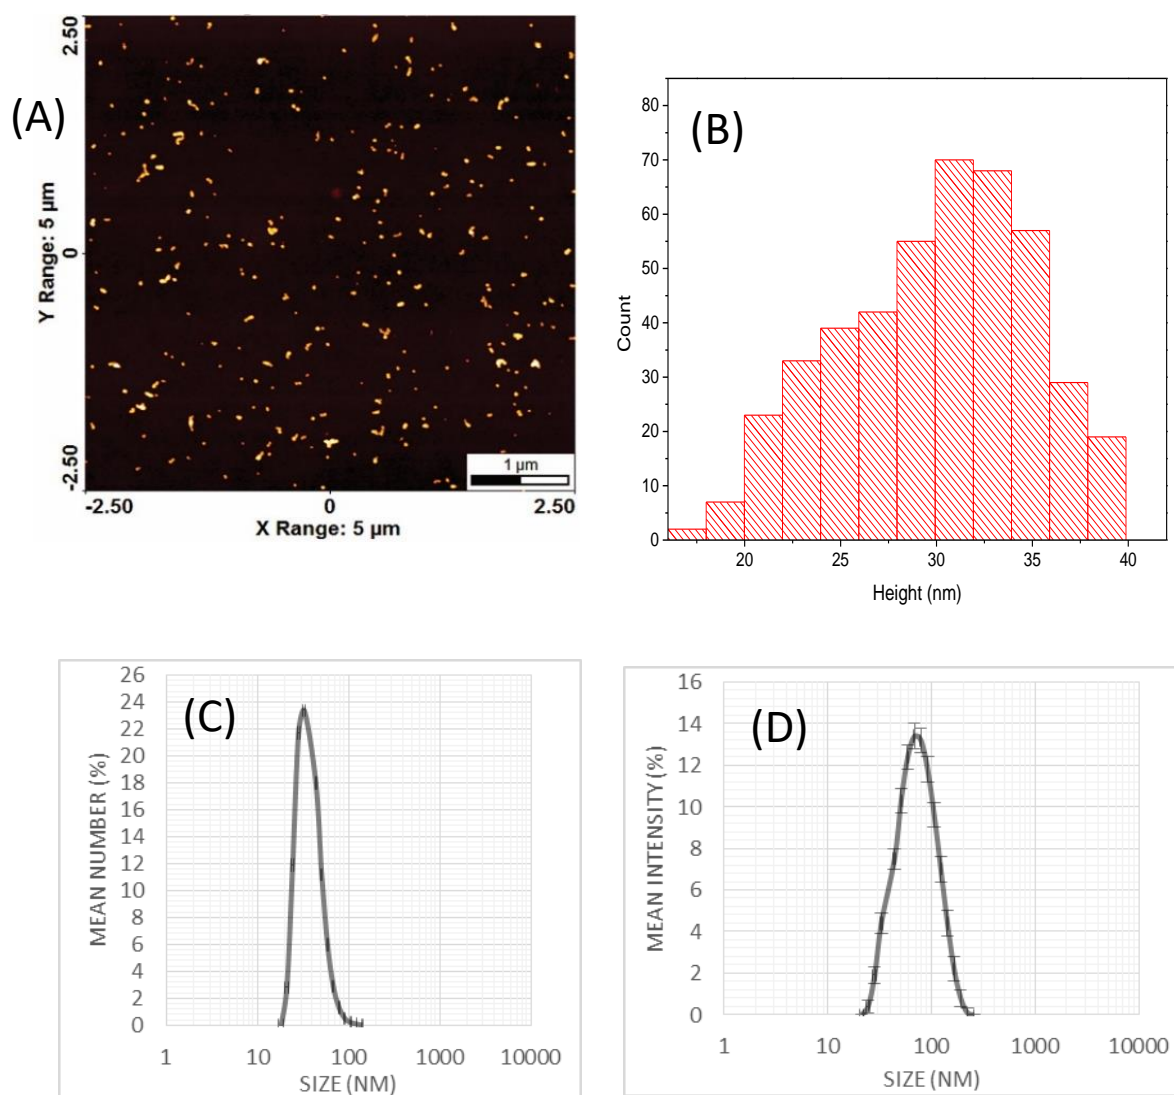 (A)
2.50
0
-2.50
Y Range: 5 µm
1 µm
-2.50 0 2.50
X Range: 5 µm
(B)
80
70
60
50
40
30
20
10
0
Count
20 25 30 35 40
Height (nm)
(C)
26
24
22
20
18
16
14
12
10
8
6
4
2
0
MEAN NUMBER (%)
1 10 100 1000 10000
SIZE (NM)
(D)
16
14
12
10
8
6
4
2
0
MEAN INTENSITY (%)
1 10 100 1000 10000
SIZE (NM)